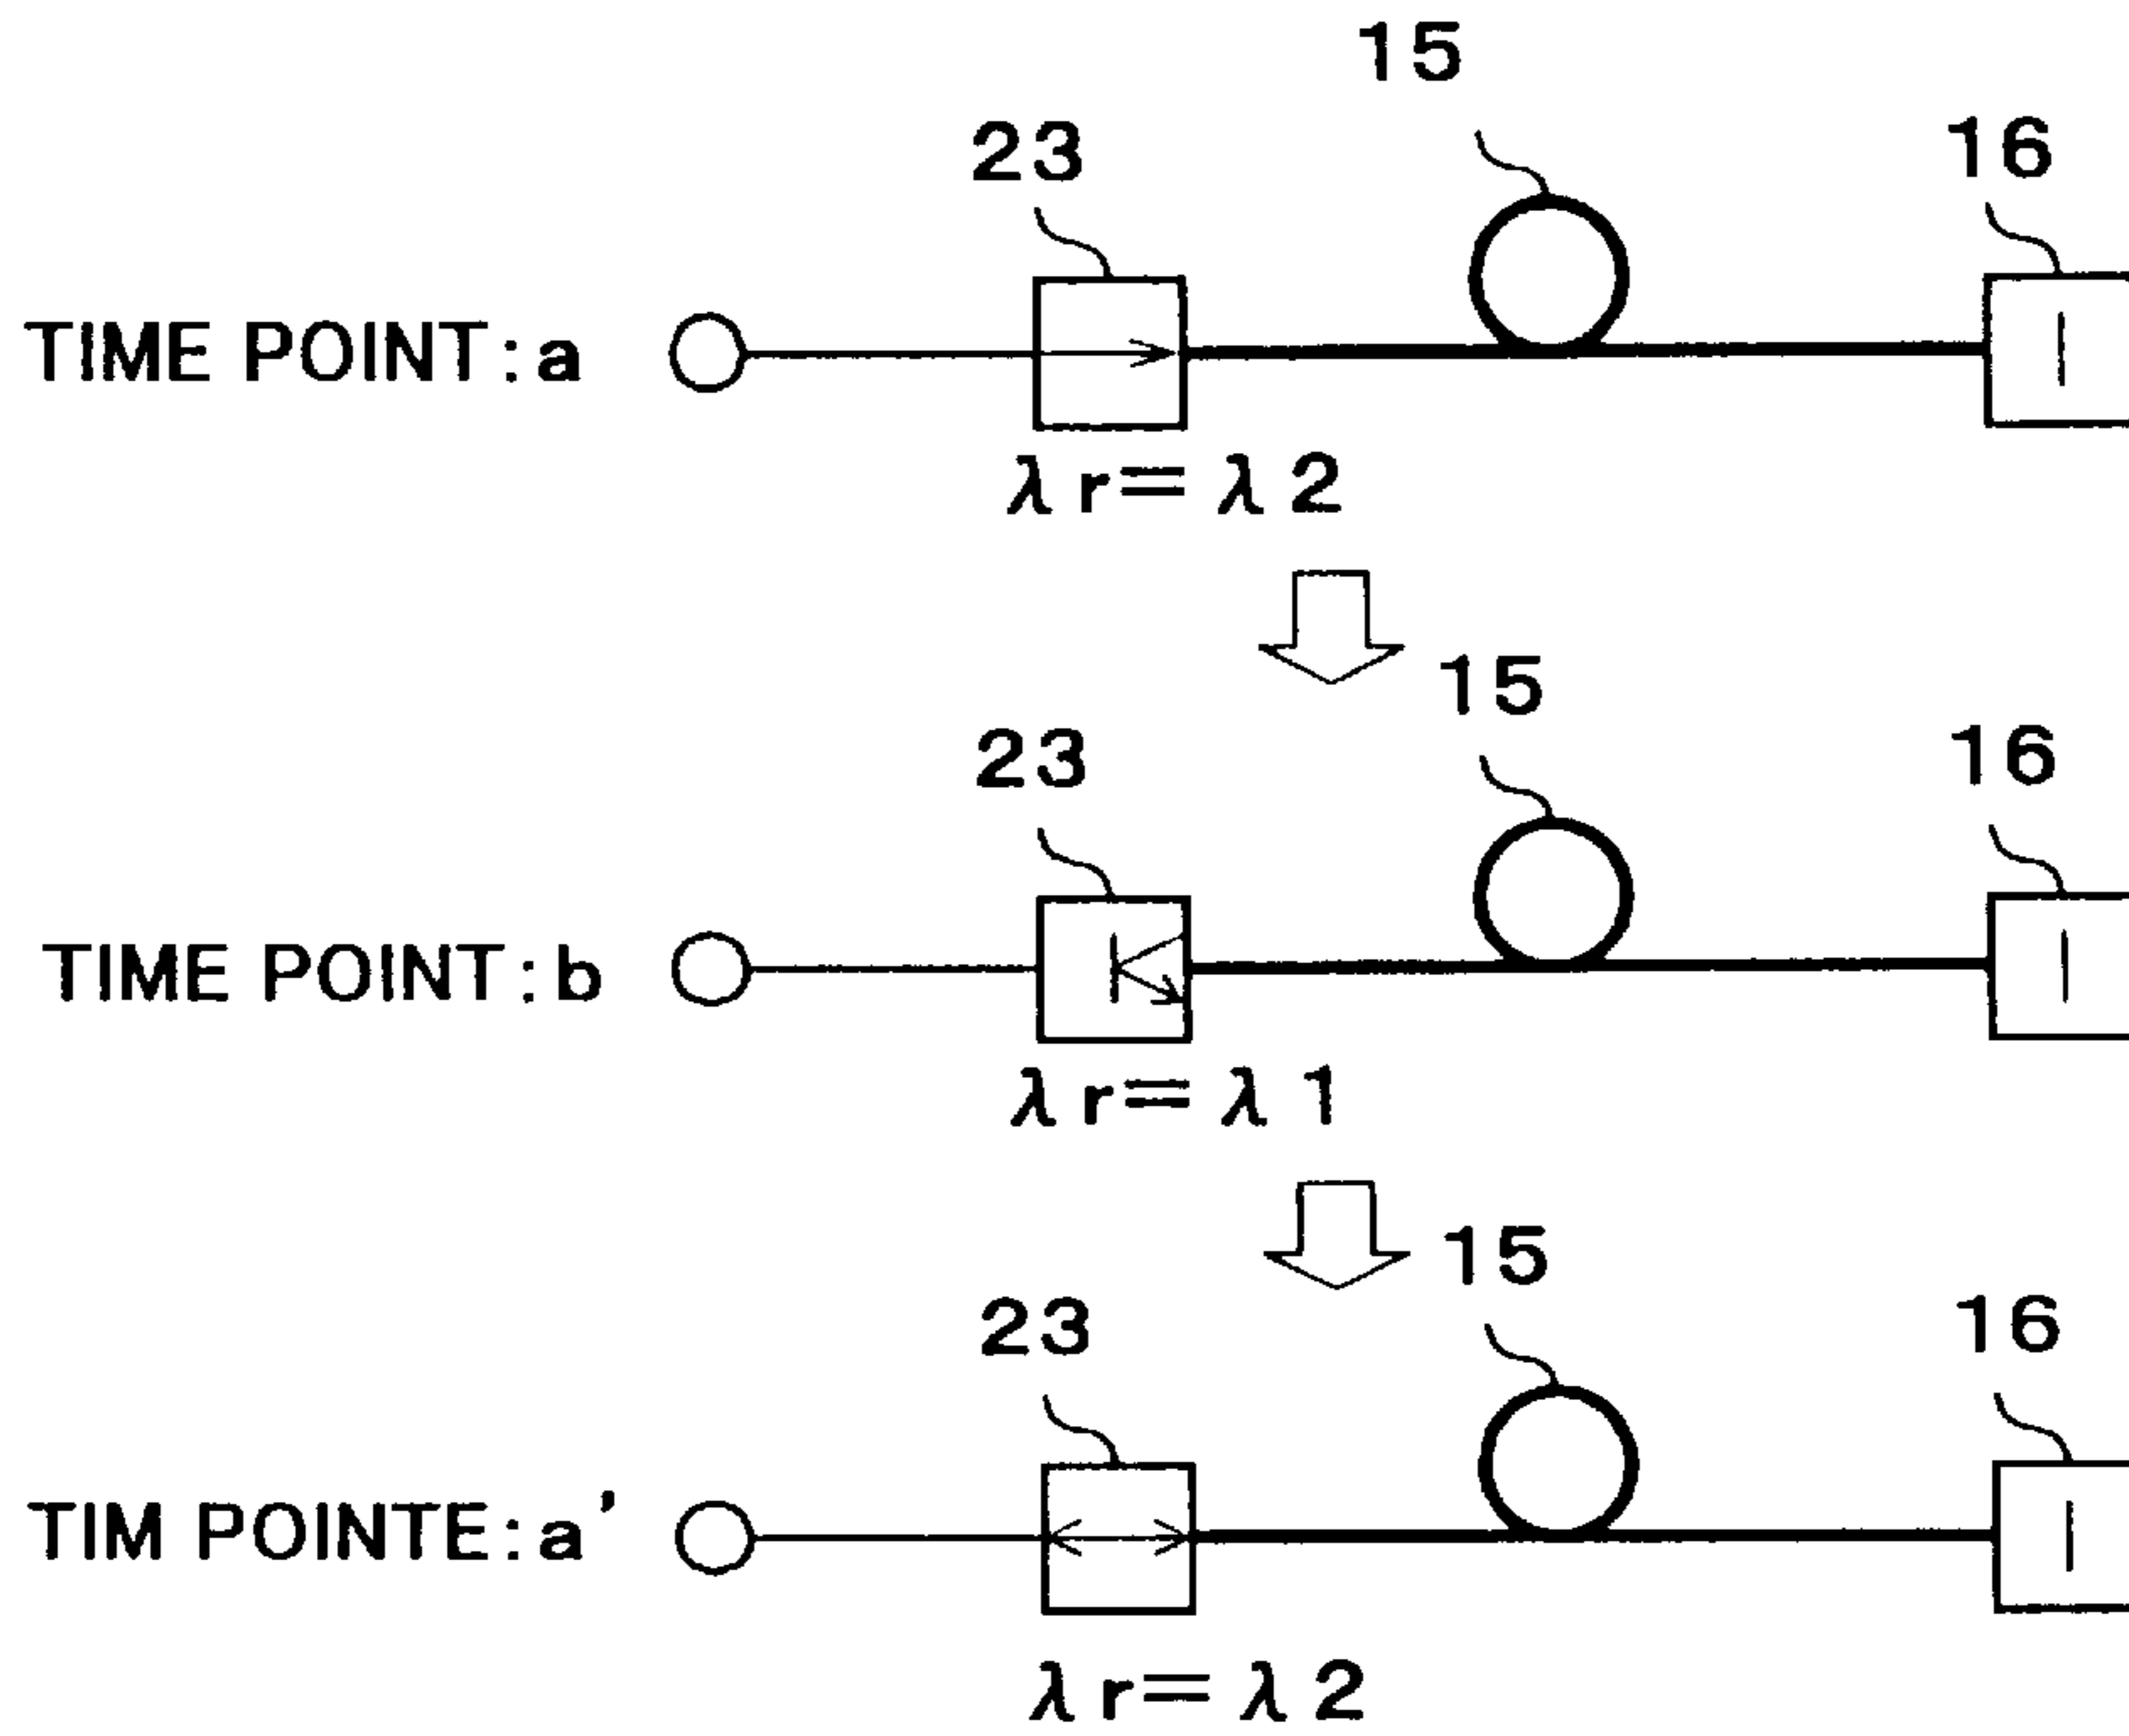 15
23
16
TIME POINT:a
λr=λ2
15
23
16
TIME POINT:b
λr=λ1
15
23
16
TIM POINTE:a'
λr=λ2